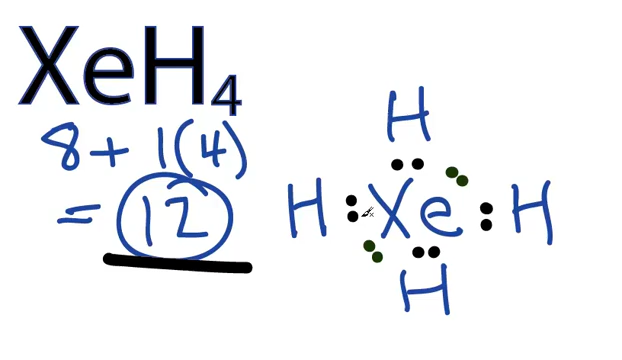 XeH4
8 + 1(4)
= 12
H
H : Xe : H
H